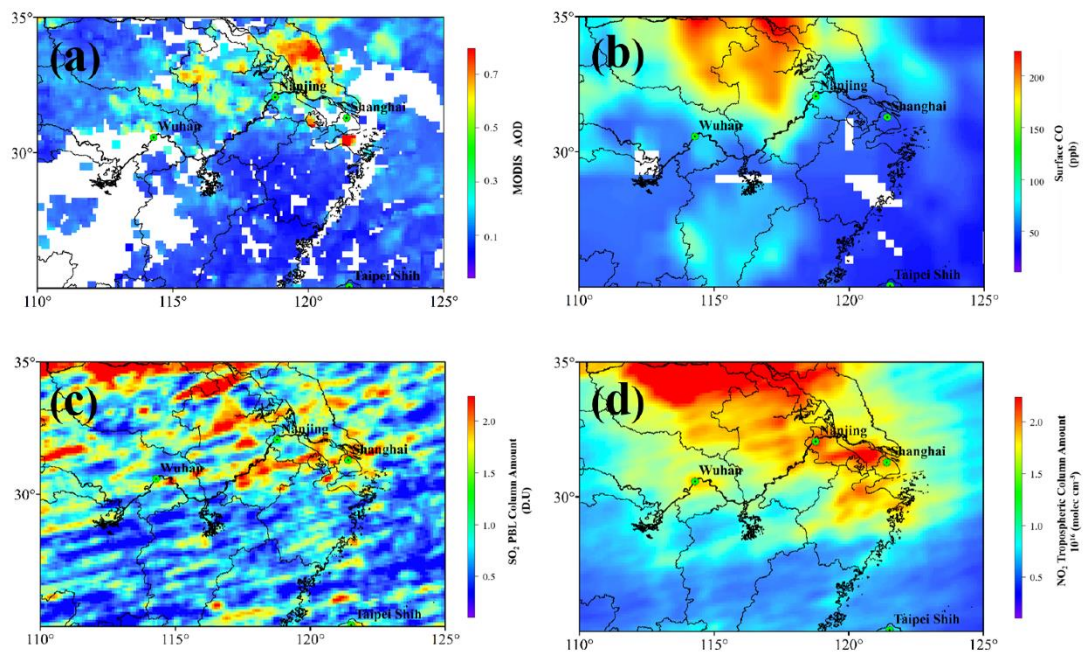 35°
(a)
Nanjing
Shanghai
Wuhan
30°
Taipei Shih
110°
115°
120°
125°
0.7
0.5
0.3
0.1
MODIS AOD
35°
(b)
Nanjing
Shanghai
Wuhan
30°
Taipei Shih
110°
115°
120°
125°
200
150
100
50
Surface CO
(ppb)
35°
(c)
Nanjing
Shanghai
Wuhan
30°
Taipei Shih
110°
115°
120°
125°
2.0
1.5
1.0
0.5
SO₂ PBL Column Amount
(D.U)
35°
(d)
Nanjing
Shanghai
Wuhan
30°
Taipei Shih
110°
115°
120°
125°
2.0
1.5
1.0
0.5
NO₂ Tropospheric Column Amount
10¹⁶ (molec cm⁻³)